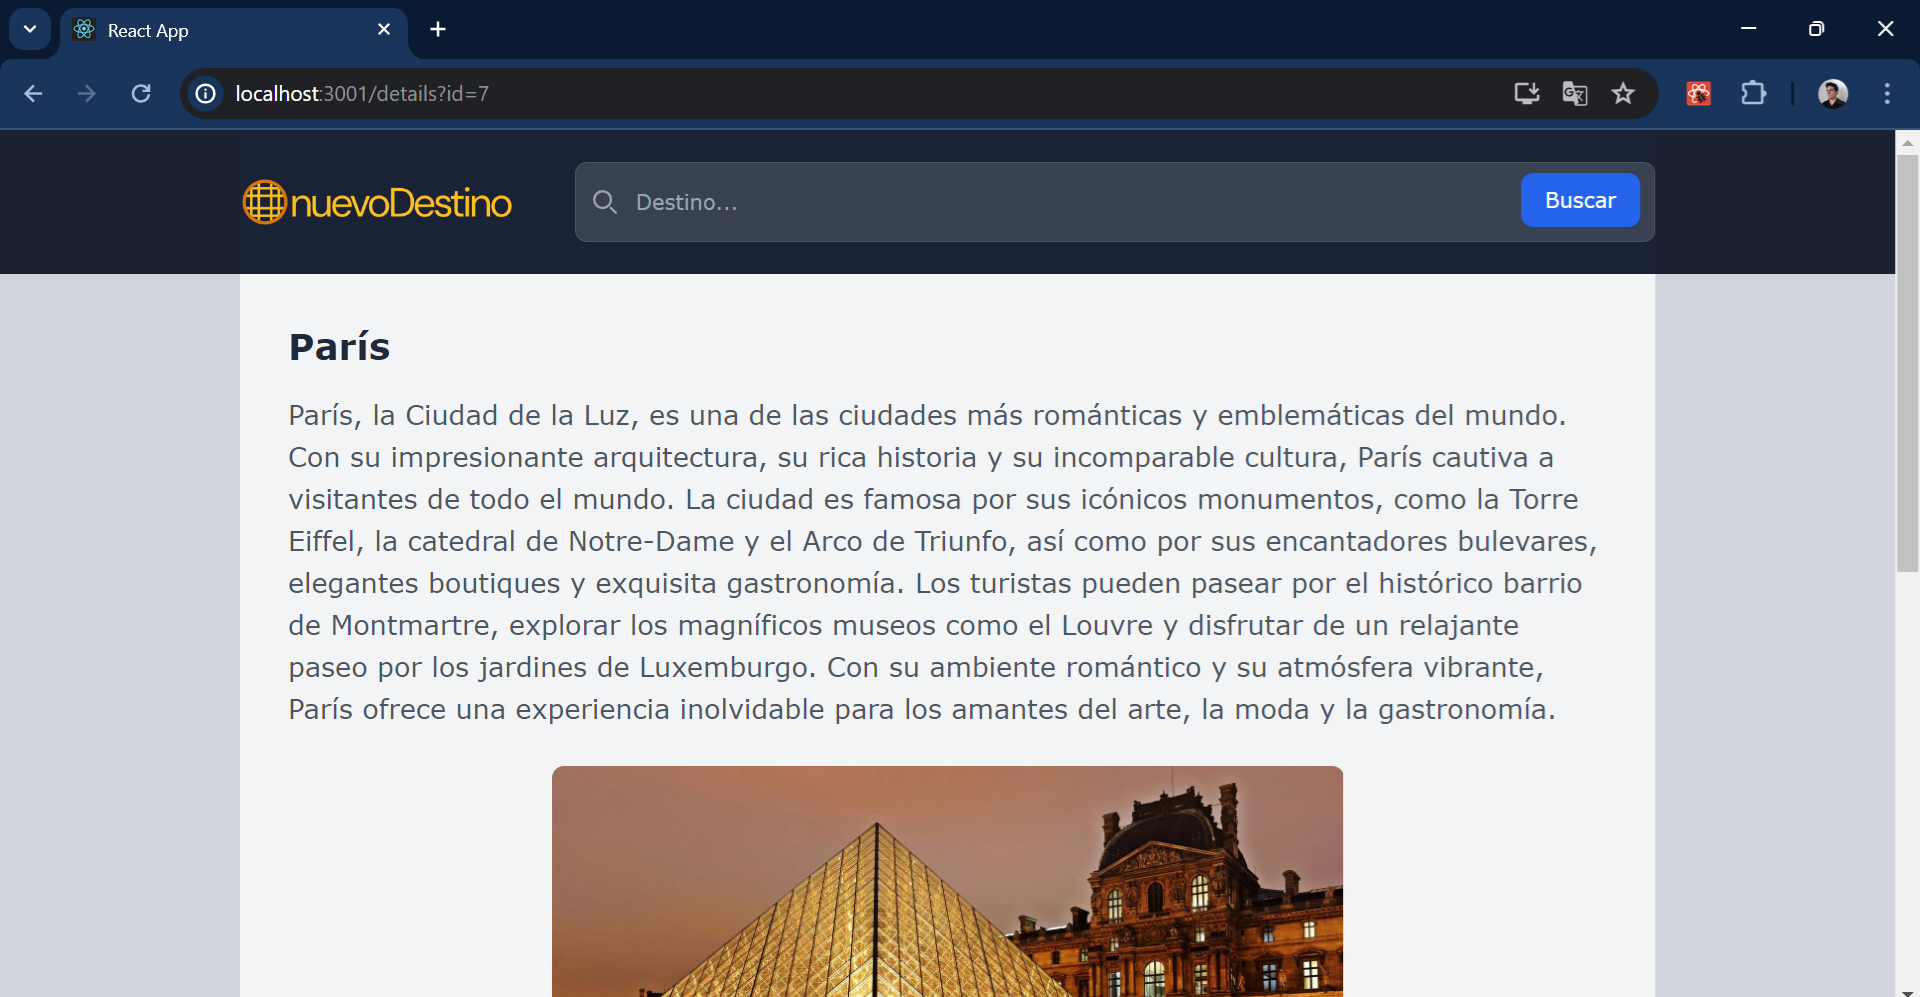 React App
localhost:3001/details?id=7
nuevoDestino
Destino...
Buscar
París
París, la Ciudad de la Luz, es una de las ciudades más románticas y emblemáticas del mundo.
Con su impresionante arquitectura, su rica historia y su incomparable cultura, París cautiva a
visitantes de todo el mundo. La ciudad es famosa por sus icónicos monumentos, como la Torre
Eiffel, la catedral de Notre-Dame y el Arco de Triunfo, así como por sus encantadores bulevares,
elegantes boutiques y exquisita gastronomía. Los turistas pueden pasear por el histórico barrio
de Montmartre, explorar los magníficos museos como el Louvre y disfrutar de un relajante
paseo por los jardines de Luxemburgo. Con su ambiente romántico y su atmósfera vibrante,
París ofrece una experiencia inolvidable para los amantes del arte, la moda y la gastronomía.